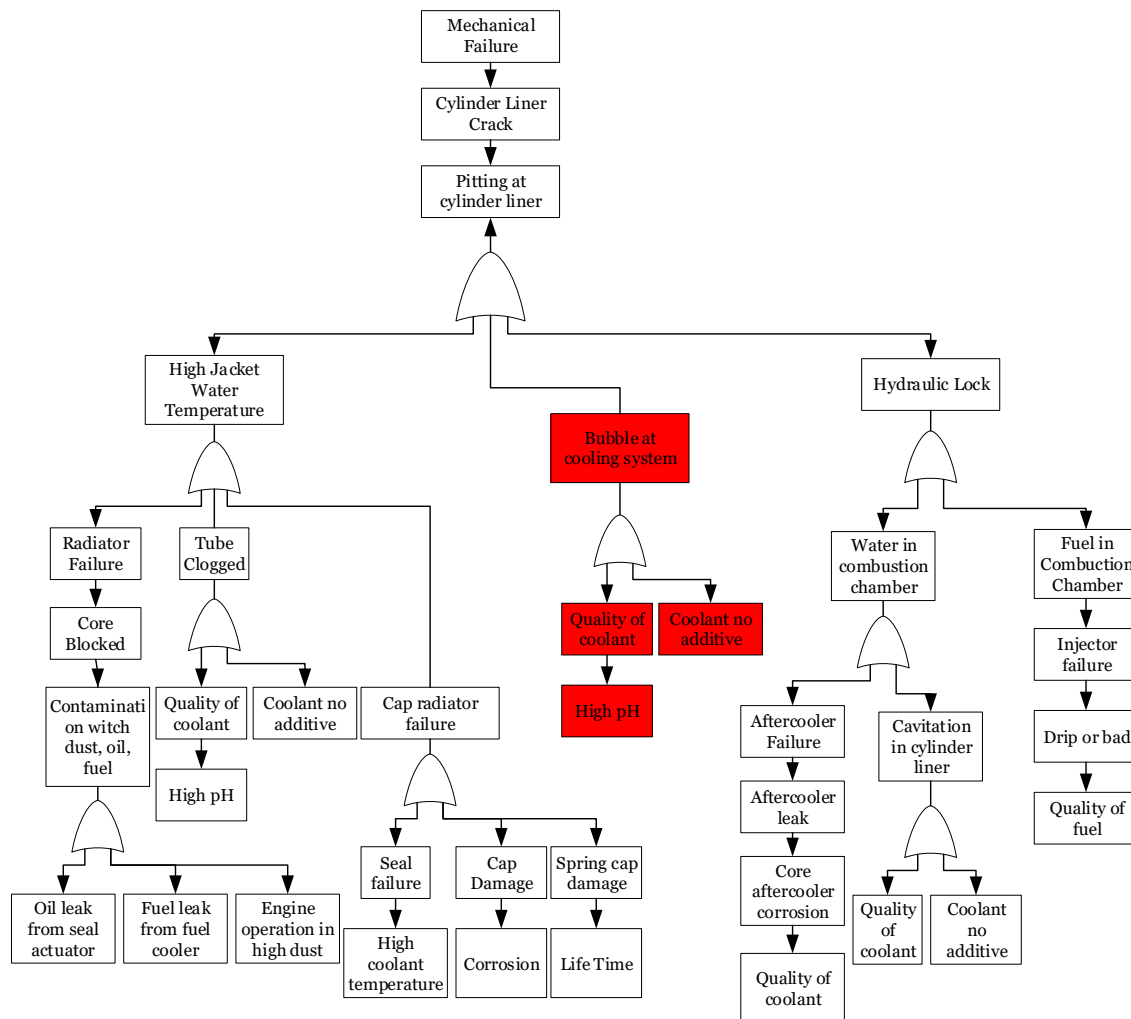 Mechanical
Failure
Cylinder Liner
Crack
Pitting at
cylinder liner
High Jacket
Water
Temperature
Hydraulic Lock
Bubble at
cooling system
Radiator
Failure
Tube
Clogged
Water in
combustion
chamber
Fuel in
Combuction
Chamber
Core
Blocked
Quality of
coolant
Coolant no
additive
Injector
failure
Contaminati
on witch
dust, oil,
fuel
Quality of
coolant
Coolant no
additive
Cap radiator
failure
High pH
Aftercooler
Failure
Cavitation
in cylinder
liner
Drip or bad
High pH
Aftercooler
leak
Quality of
fuel
Seal
failure
Cap
Damage
Spring cap
damage
Core
aftercooler
corrosion
Quality
of
coolant
Coolant
no
additive
Oil leak
from seal
actuator
Fuel leak
from fuel
cooler
Engine
operation in
high dust
High
coolant
temperature
Corrosion
Life Time
Quality of
coolant